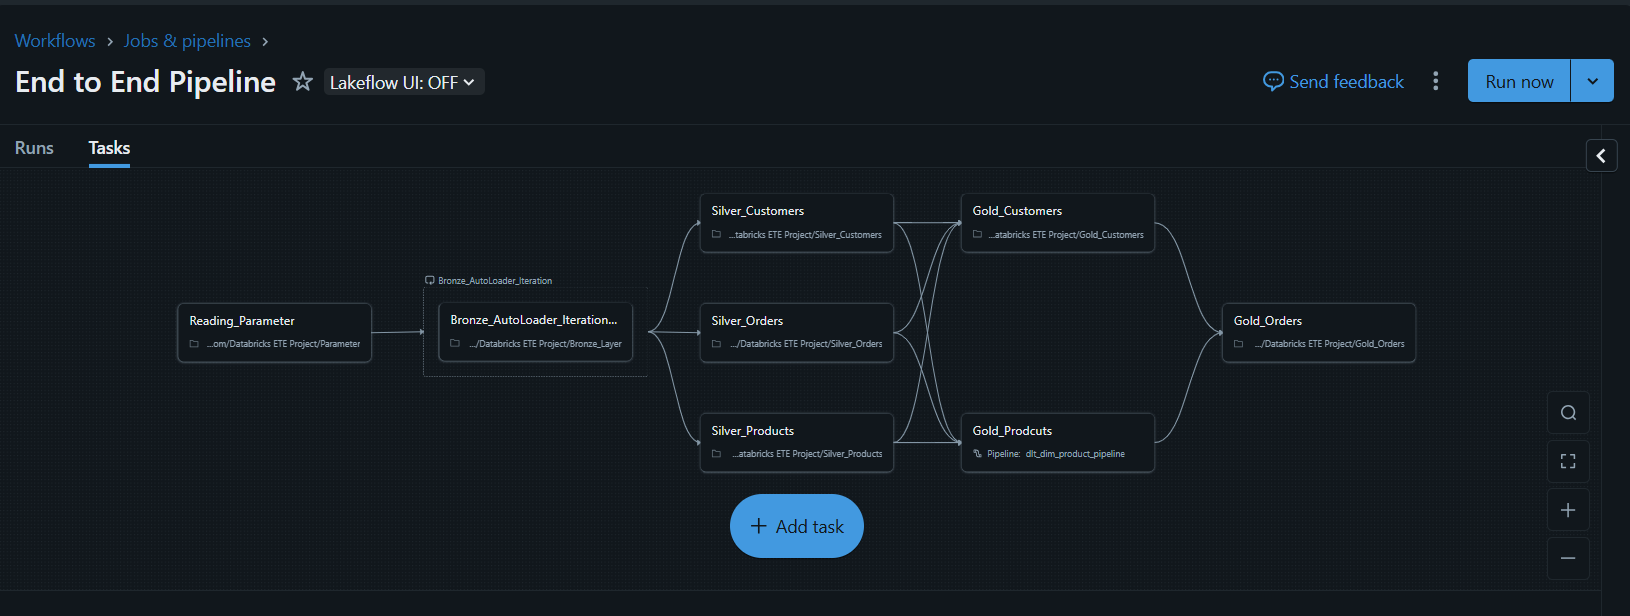 Workflows > Jobs & pipelines >
End to End Pipeline Lakeflow UI: OFF
Send feedback
Run now
Runs Tasks
Reading_Parameter
...om/Databricks ETE Project/Parameter
Bronze_AutoLoader_Iteration
Bronze_AutoLoader_Iteration...
.../Databricks ETE Project/Bronze_Layer
Silver_Customers
...tabricks ETE Project/Silver_Customers
Silver_Orders
.../Databricks ETE Project/Silver_Orders
Silver_Products
...atabricks ETE Project/Silver_Products
Gold_Customers
...atabricks ETE Project/Gold_Customers
Gold_Prodcuts
Pipeline: dlt_dim_product_pipeline
Gold_Orders
.../Databricks ETE Project/Gold_Orders
+ Add task